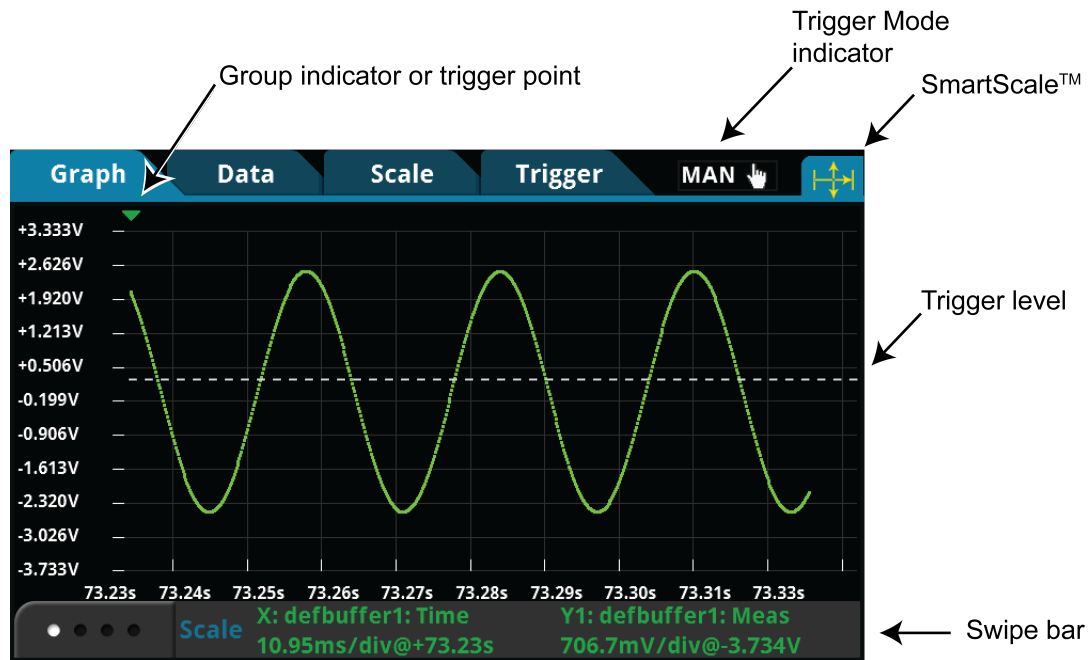 Trigger Mode
indicator
Group indicator or trigger point
SmartScale™
Graph
Data
Scale
Trigger
MAN
+3.333V
+2.626V
+1.920V
+1.213V
+0.506V
-0.199V
-0.906V
-1.613V
-2.320V
-3.026V
-3.733V
Trigger level
73.23s 73.24s 73.25s 73.26s 73.27s 73.28s 73.29s 73.30s 73.31s 73.33s
Scale
X: defbuffer1: Time
10.95ms/div@+73.23s
Y1: defbuffer1: Meas
706.7mV/div@-3.734V
Swipe bar